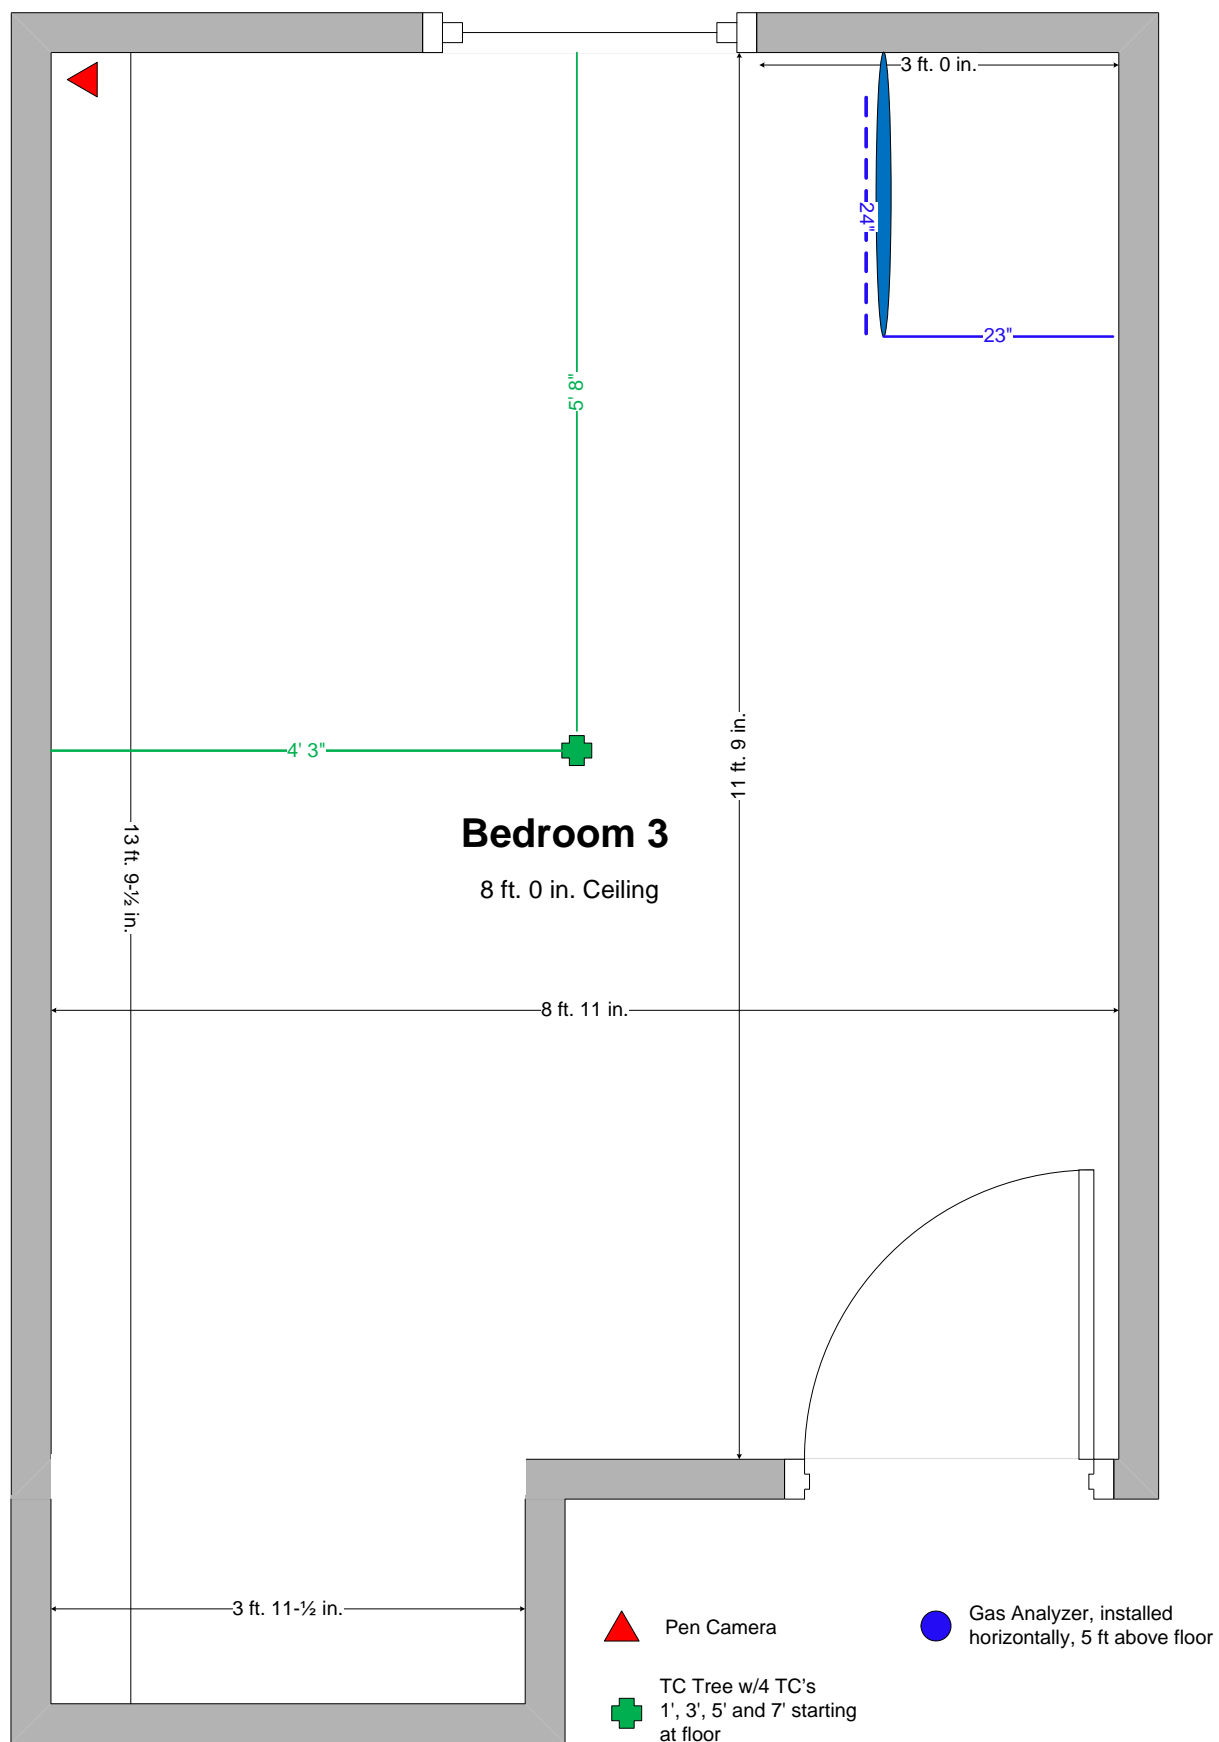 3 ft. 0 in.
24"
23"
5' 8"
4' 3"
11 ft. 9 in.
Bedroom 3
13 ft. 9-½ in.
8 ft. 0 in. Ceiling
8 ft. 11 in.
3 ft. 11-½ in.
Pen Camera
Gas Analyzer, installed
horizontally, 5 ft above floor
TC Tree w/4 TC’s
1', 3', 5' and 7' starting
at floor